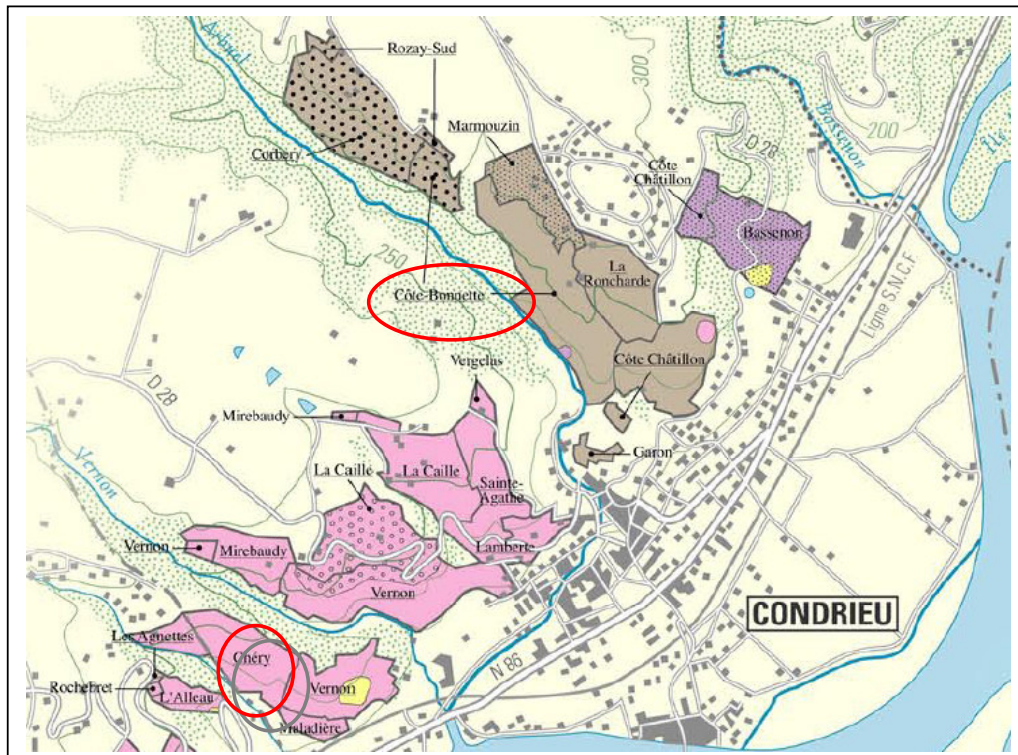 Arbuel
Rozay-Sud
Corbery
Marmouzin
300
D 28
Bassenon
200
Côte
Châtillon
Bassenon
La
Roncharde
Ligne S.N.C.F
250
Côte-Bonnette
Côte Châtillon
Vergelas
D 28
Mirebaudy
Garon
La Caille
La Caille
Sainte-
Agathe
Vernon
Vernon
Mirebaudy
Lamberte
Vernon
CONDRIEU
Les Agnettes
Chéry
Vernon
N 86
Rochefret
L'Alleau
Maladière